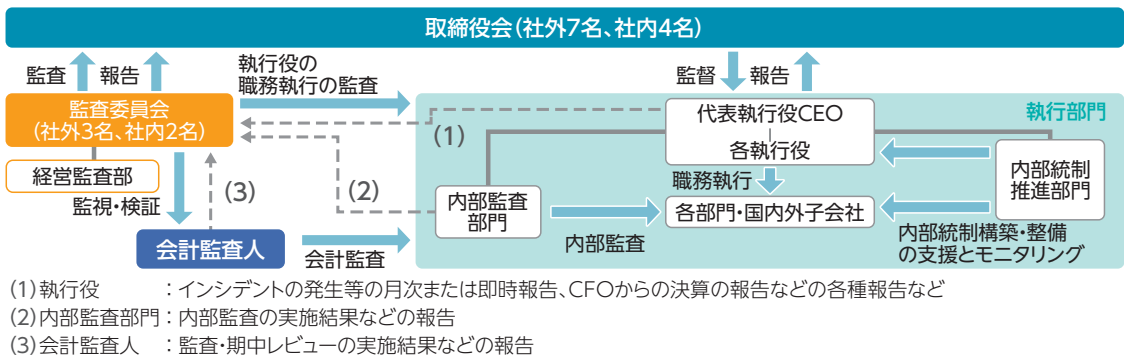 取締役会（社外7名、社内4名）
監査
報告
執行役の
職務執行の監査
監督
報告
監査委員会
（社外3名、社内2名）
経営監査部
監視・検証
(3)
(2)
(1)
会計監査人
会計監査
執行部門
代表執行役CEO
各執行役
職務執行
内部監査
部門
内部監査
各部門・国内外子会社
内部統制
推進部門
内部統制構築・整備
の支援とモニタリング
(1)執行役　　　：インシデントの発生等の月次または即時報告、CFOからの決算の報告などの各種報告など
(2)内部監査部門：内部監査の実施結果などの報告
(3)会計監査人　：監査・期中レビューの実施結果などの報告